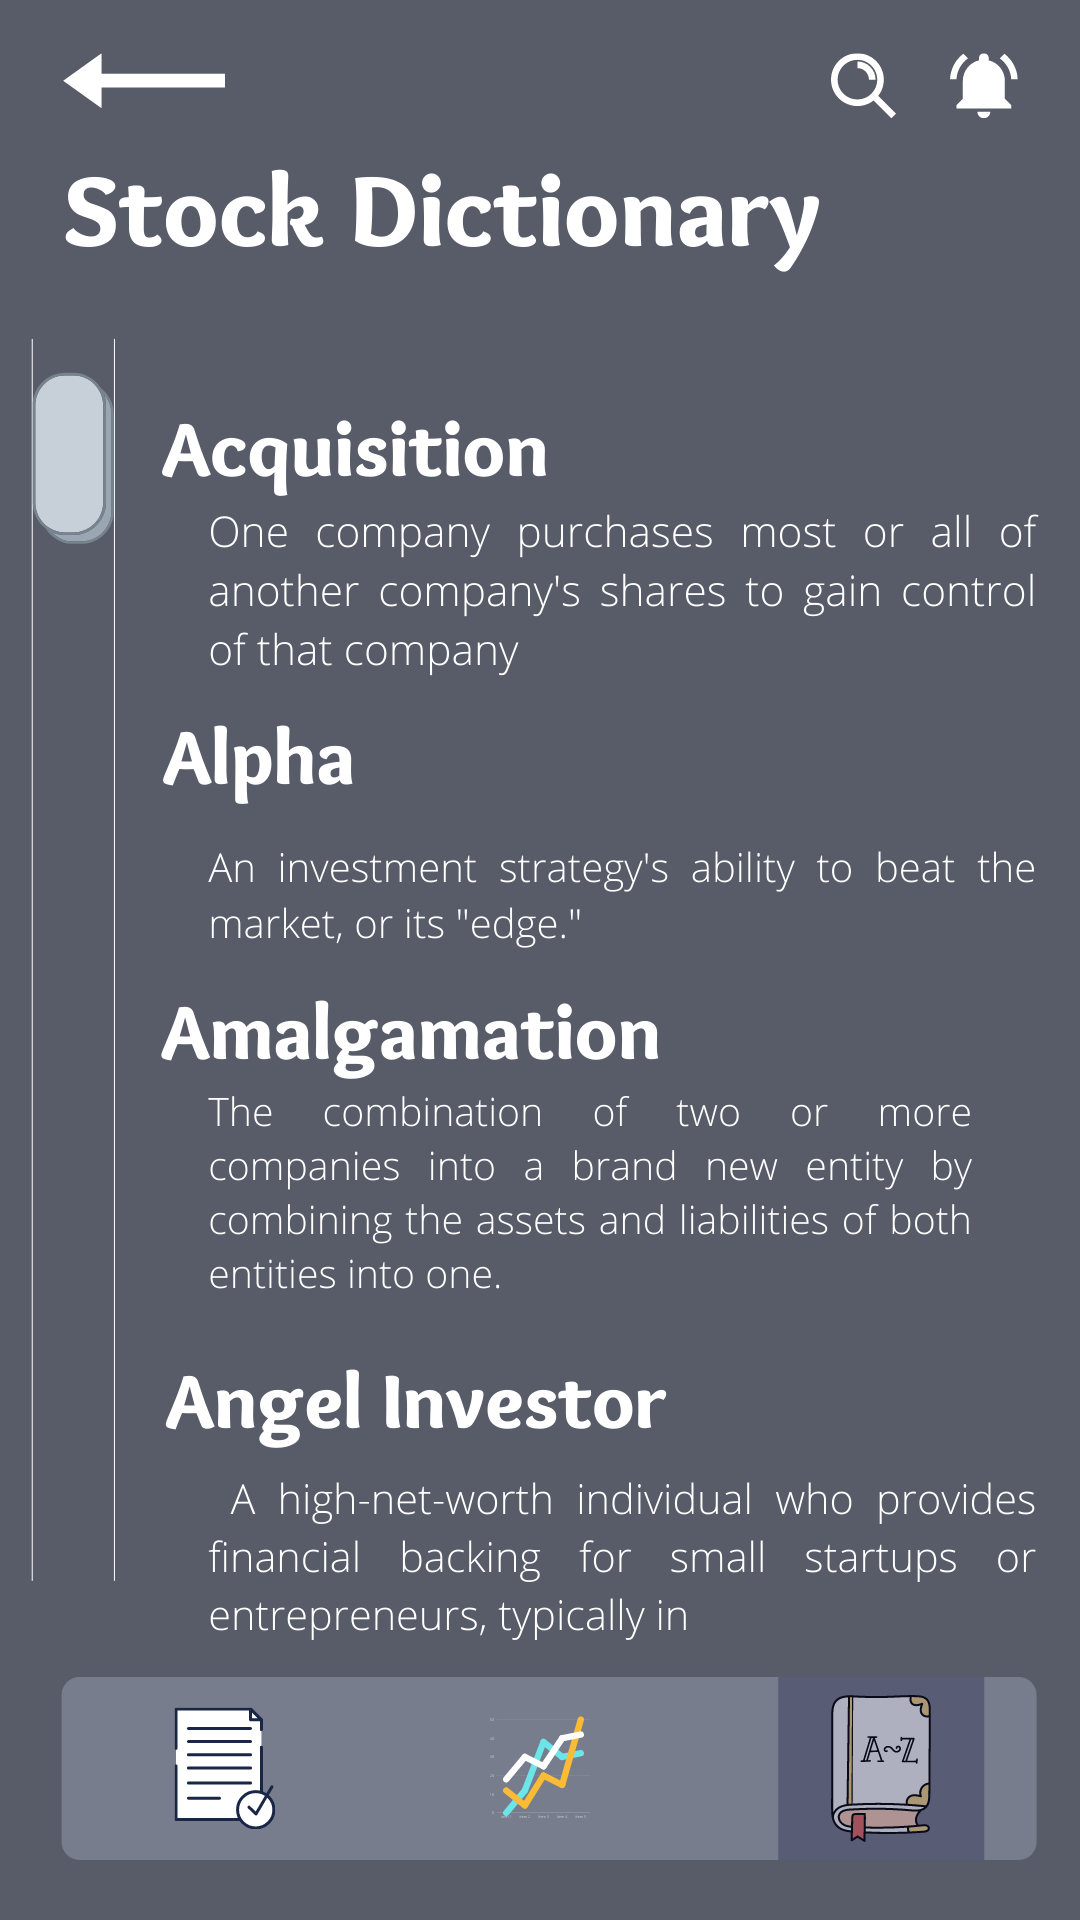 Stock Dictionary
Acquisition
One company purchases most or all of
another company's shares to gain control
of that company
Alpha
An investment strategy's ability to beat the
market, or its "edge."
Amalgamation
The combination of two or more
companies into a brand new entity by
combining the assets and liabilities of both
entities into one.
Angel Investor
A high-net-worth individual who provides
financial backing for small startups or
entrepreneurs, typically in
A~Z